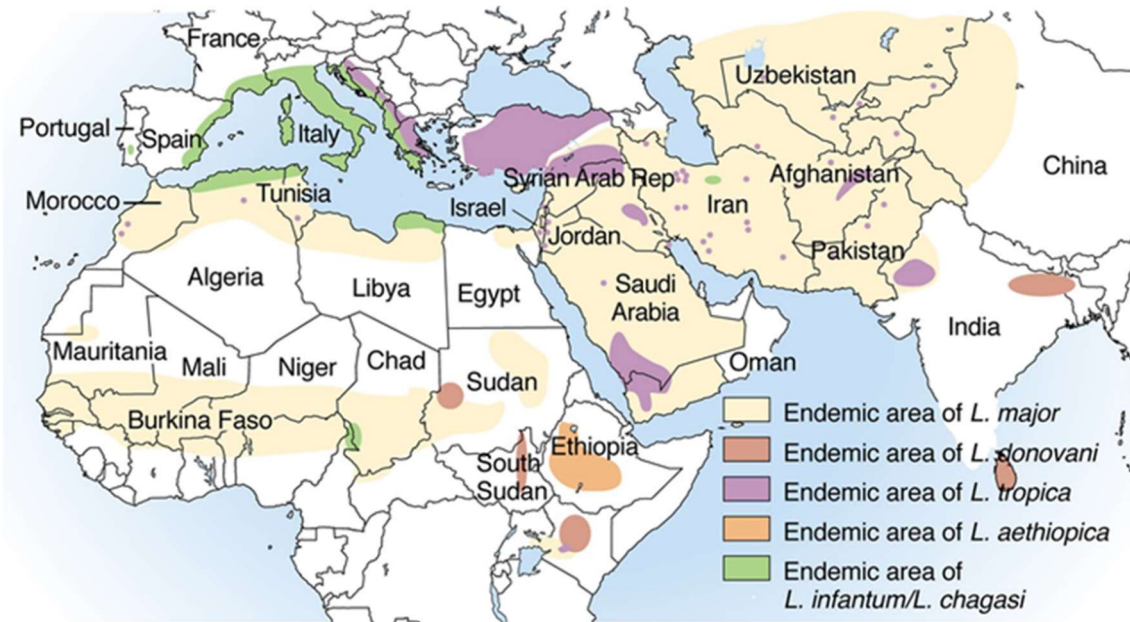 France
Uzbekistan
Portugal
Spain
Italy
China
Tunisia
Syrian Arab Rep
Afghanistan
Morocco
Israel
Iran
Jordan
Pakistan
Algeria
Libya
Egypt
Saudi
Arabia
India
Mauritania
Mali
Niger
Chad
Sudan
Oman
Burkina Faso
Ethiopia
South
Sudan
Endemic area of L. major
Endemic area of L. donovani
Endemic area of L. tropica
Endemic area of L. aethiopica
Endemic area of
L. infantum/L. chagasi